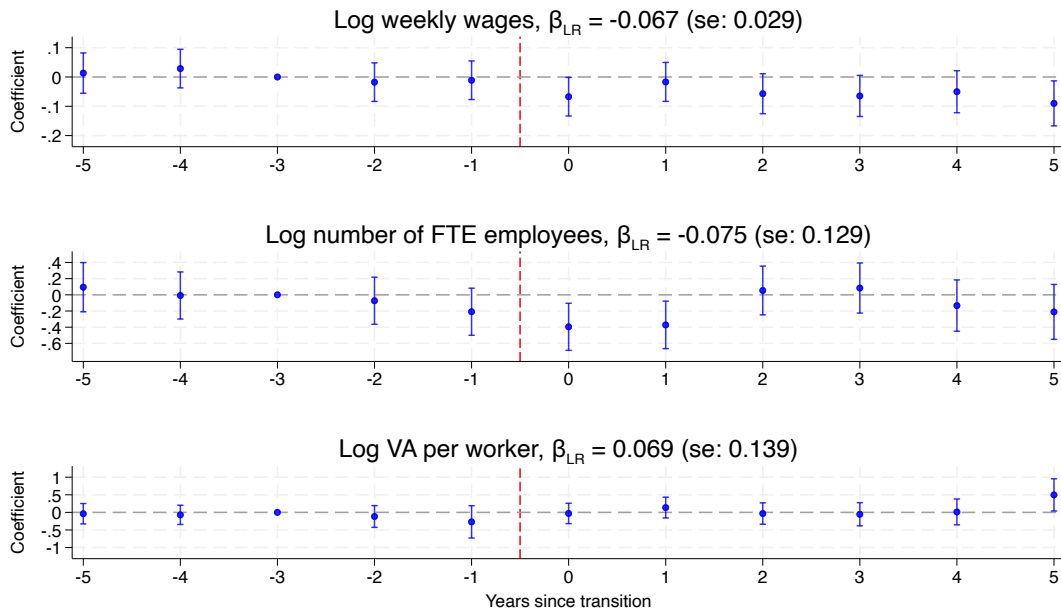 Log weekly wages, β_LR = -0.067 (se: 0.029)
Coefficient
.1
0
-.1
-.2
-5 -4 -3 -2 -1 0 1 2 3 4 5
Log number of FTE employees, β_LR = -0.075 (se: 0.129)
Coefficient
.4
.2
0
-.2
-.4
-.6
-5 -4 -3 -2 -1 0 1 2 3 4 5
Log VA per worker, β_LR = 0.069 (se: 0.139)
Coefficient
1
.5
0
-.5
-1
-5 -4 -3 -2 -1 0 1 2 3 4 5
Years since transition